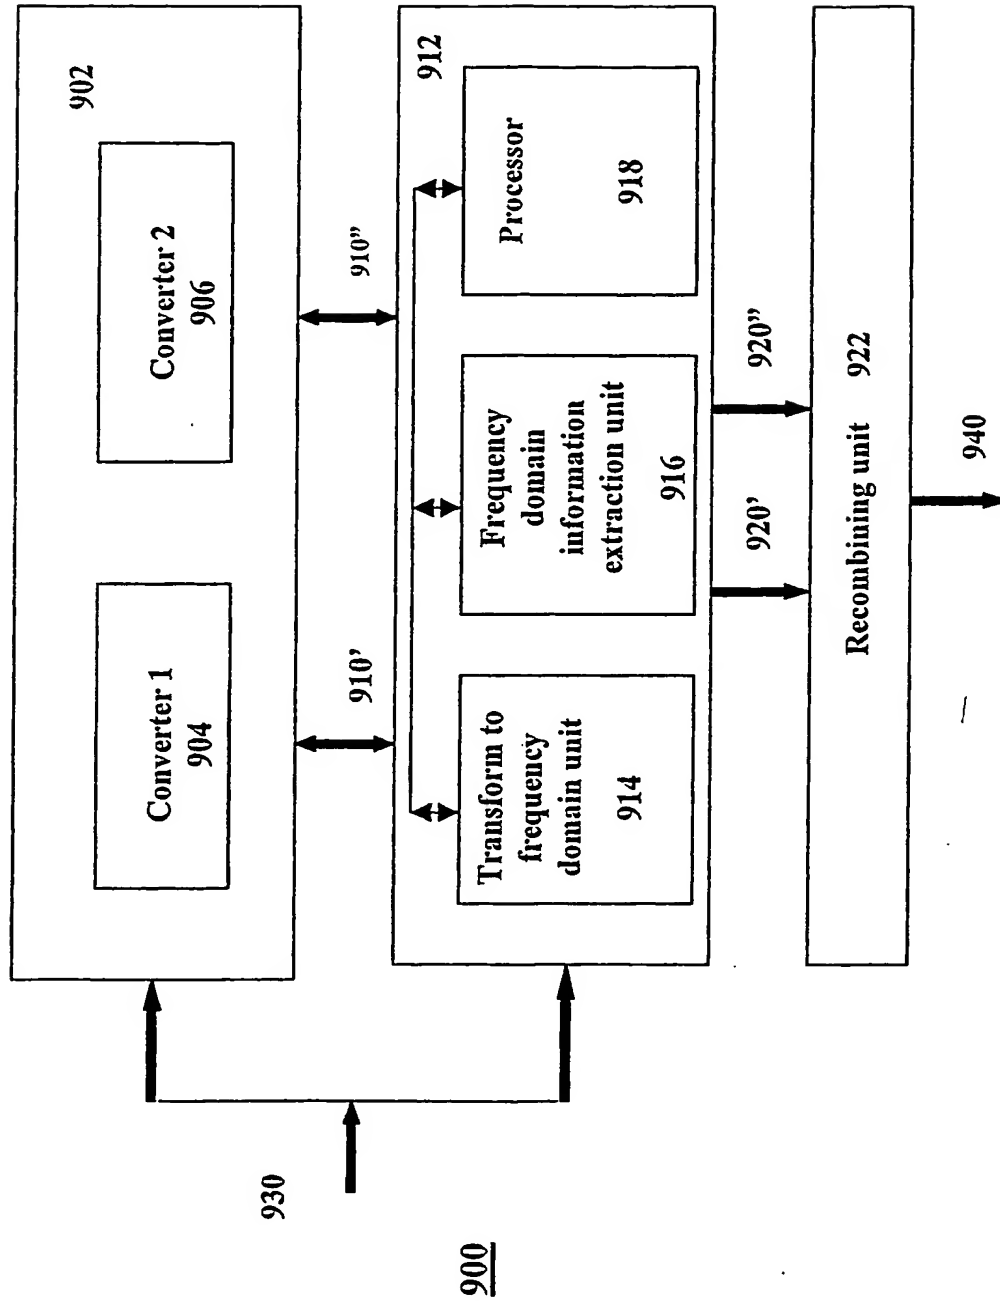 900
930
902
Converter 1
904
Converter 2
906
910’
910”
912
Transform to
frequency
domain unit
914
Frequency
domain
information
extraction unit
916
Processor
918
920’
920”
Recombining unit 922
940